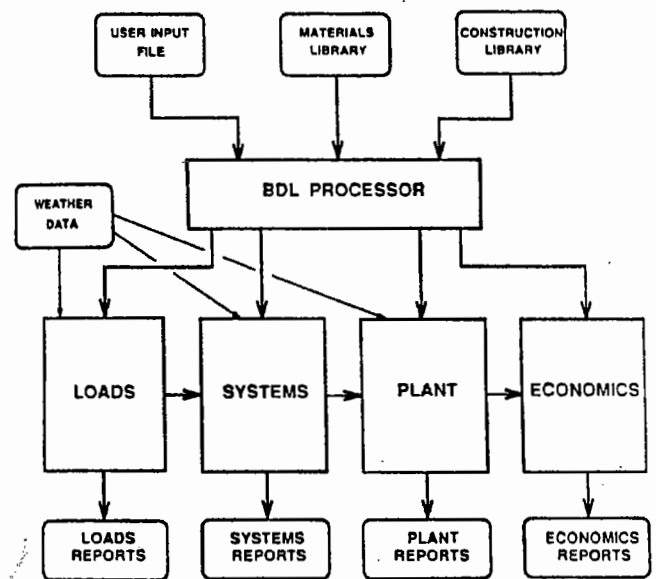 USER INPUT
FILE
MATERIALS
LIBRARY
CONSTRUCTION
LIBRARY
BDL PROCESSOR
WEATHER
DATA
LOADS
SYSTEMS
PLANT
ECONOMICS
LOADS
REPORTS
SYSTEMS
REPORTS
PLANT
REPORTS
ECONOMICS
REPORTS